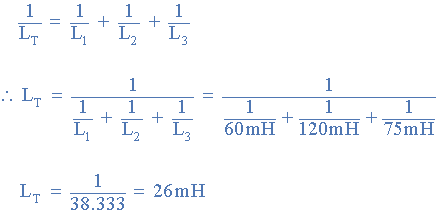 1/L_T = 1/L_1 + 1/L_2 + 1/L_3
∴ L_T = 1/(1/L_1 + 1/L_2 + 1/L_3) = 1/(1/60mH + 1/120mH + 1/75mH)
L_T = 1/38.333 = 26mH